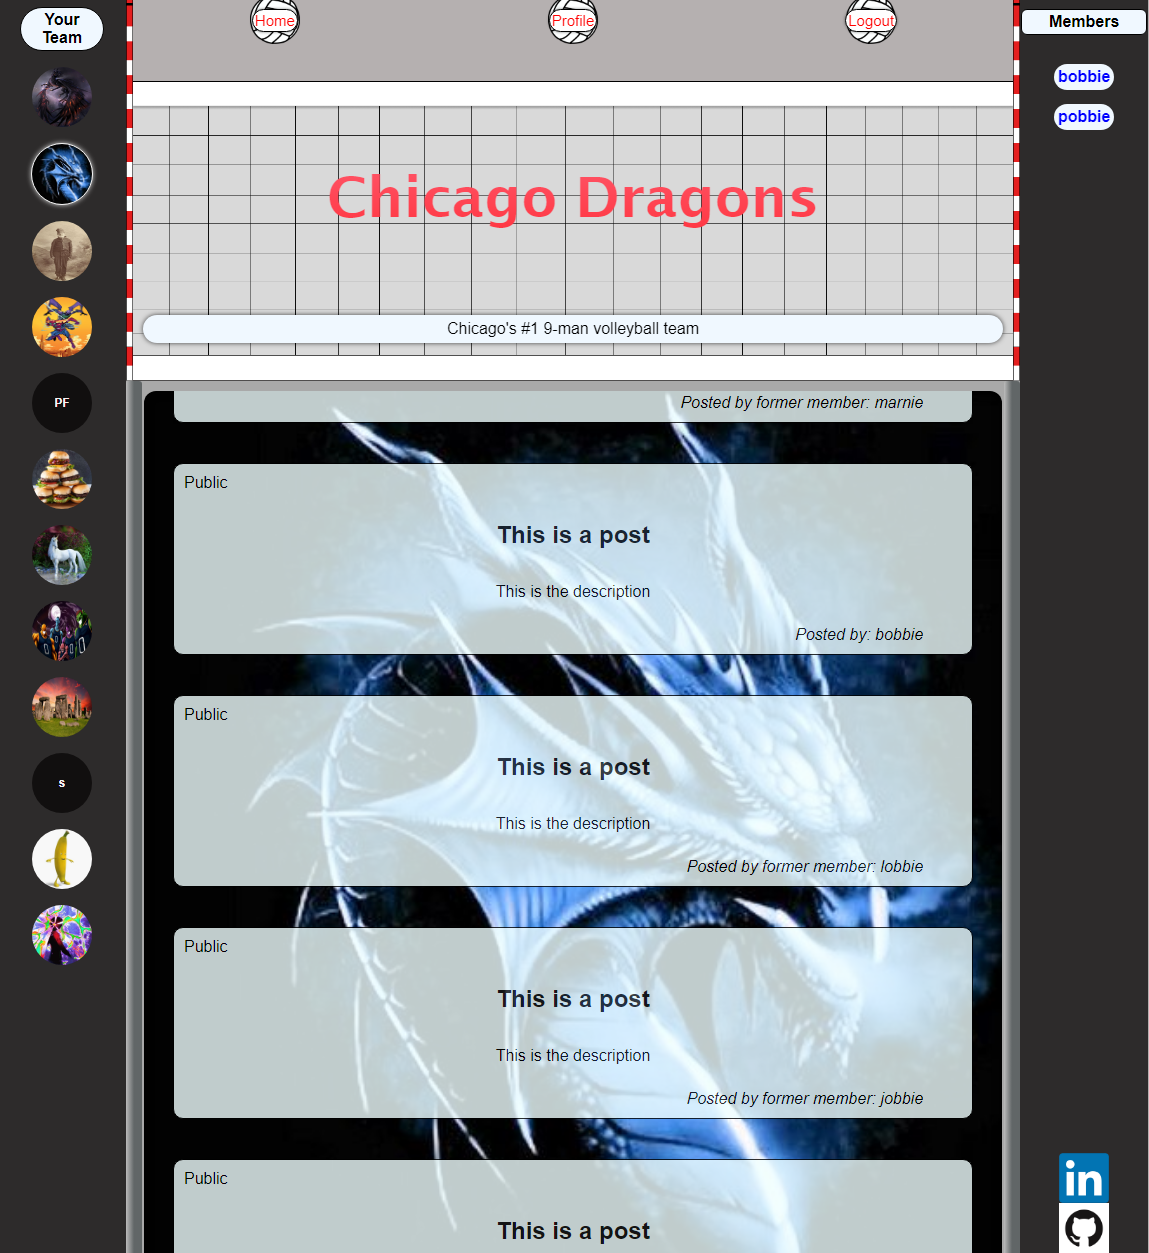 Your
Team
PF
s
Home
Profile
Logout
Chicago Dragons
Chicago's #1 9-man volleyball team
Posted by former member: marnie
Public
This is a post
This is the description
Posted by: bobbie
Public
This is a post
This is the description
Posted by former member: lobbie
Public
This is a post
This is the description
Posted by former member: jobbie
Public
This is a post
Members
bobbie
pobbie
in